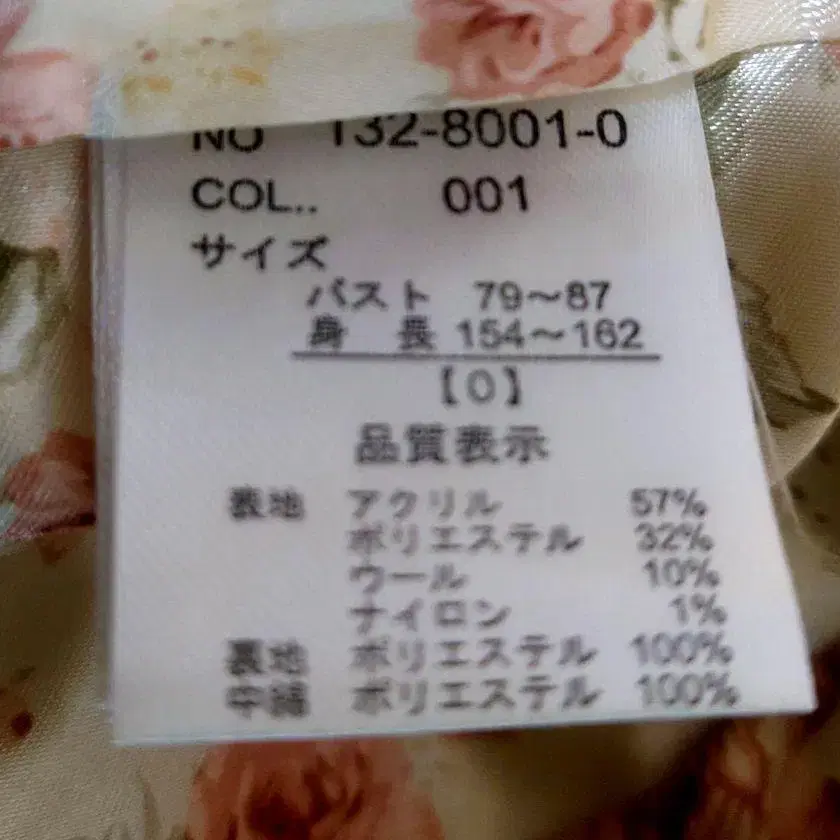 NO 132-8001-0
COL.. 001
サイズ
バスト 79〜87
身 長 154〜162
【0】
品質表示
表地 アクリル 57%
ポリエステル 32%
ウール 10%
ナイロン 1%
裏地 ポリエステル 100%
中綿 ポリエステル 100%